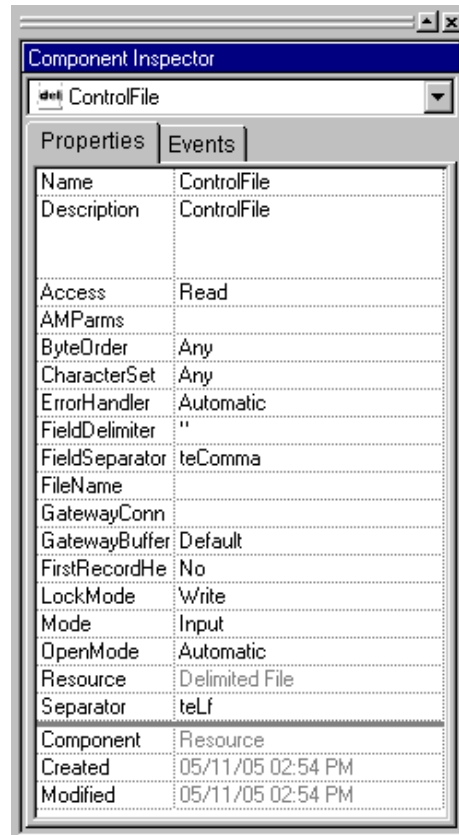 Component Inspector
del ControlFile
Properties Events
Name ControlFile
Description ControlFile
Access Read
AMParms
ByteOrder Any
CharacterSet Any
ErrorHandler Automatic
FieldDelimiter "
FieldSeparator teComma
FileName
GatewayConn
GatewayBuffer Default
FirstRecordHe No
LockMode Write
Mode Input
OpenMode Automatic
Resource Delimited File
Separator teLf
Component Resource
Created 05/11/05 02:54 PM
Modified 05/11/05 02:54 PM